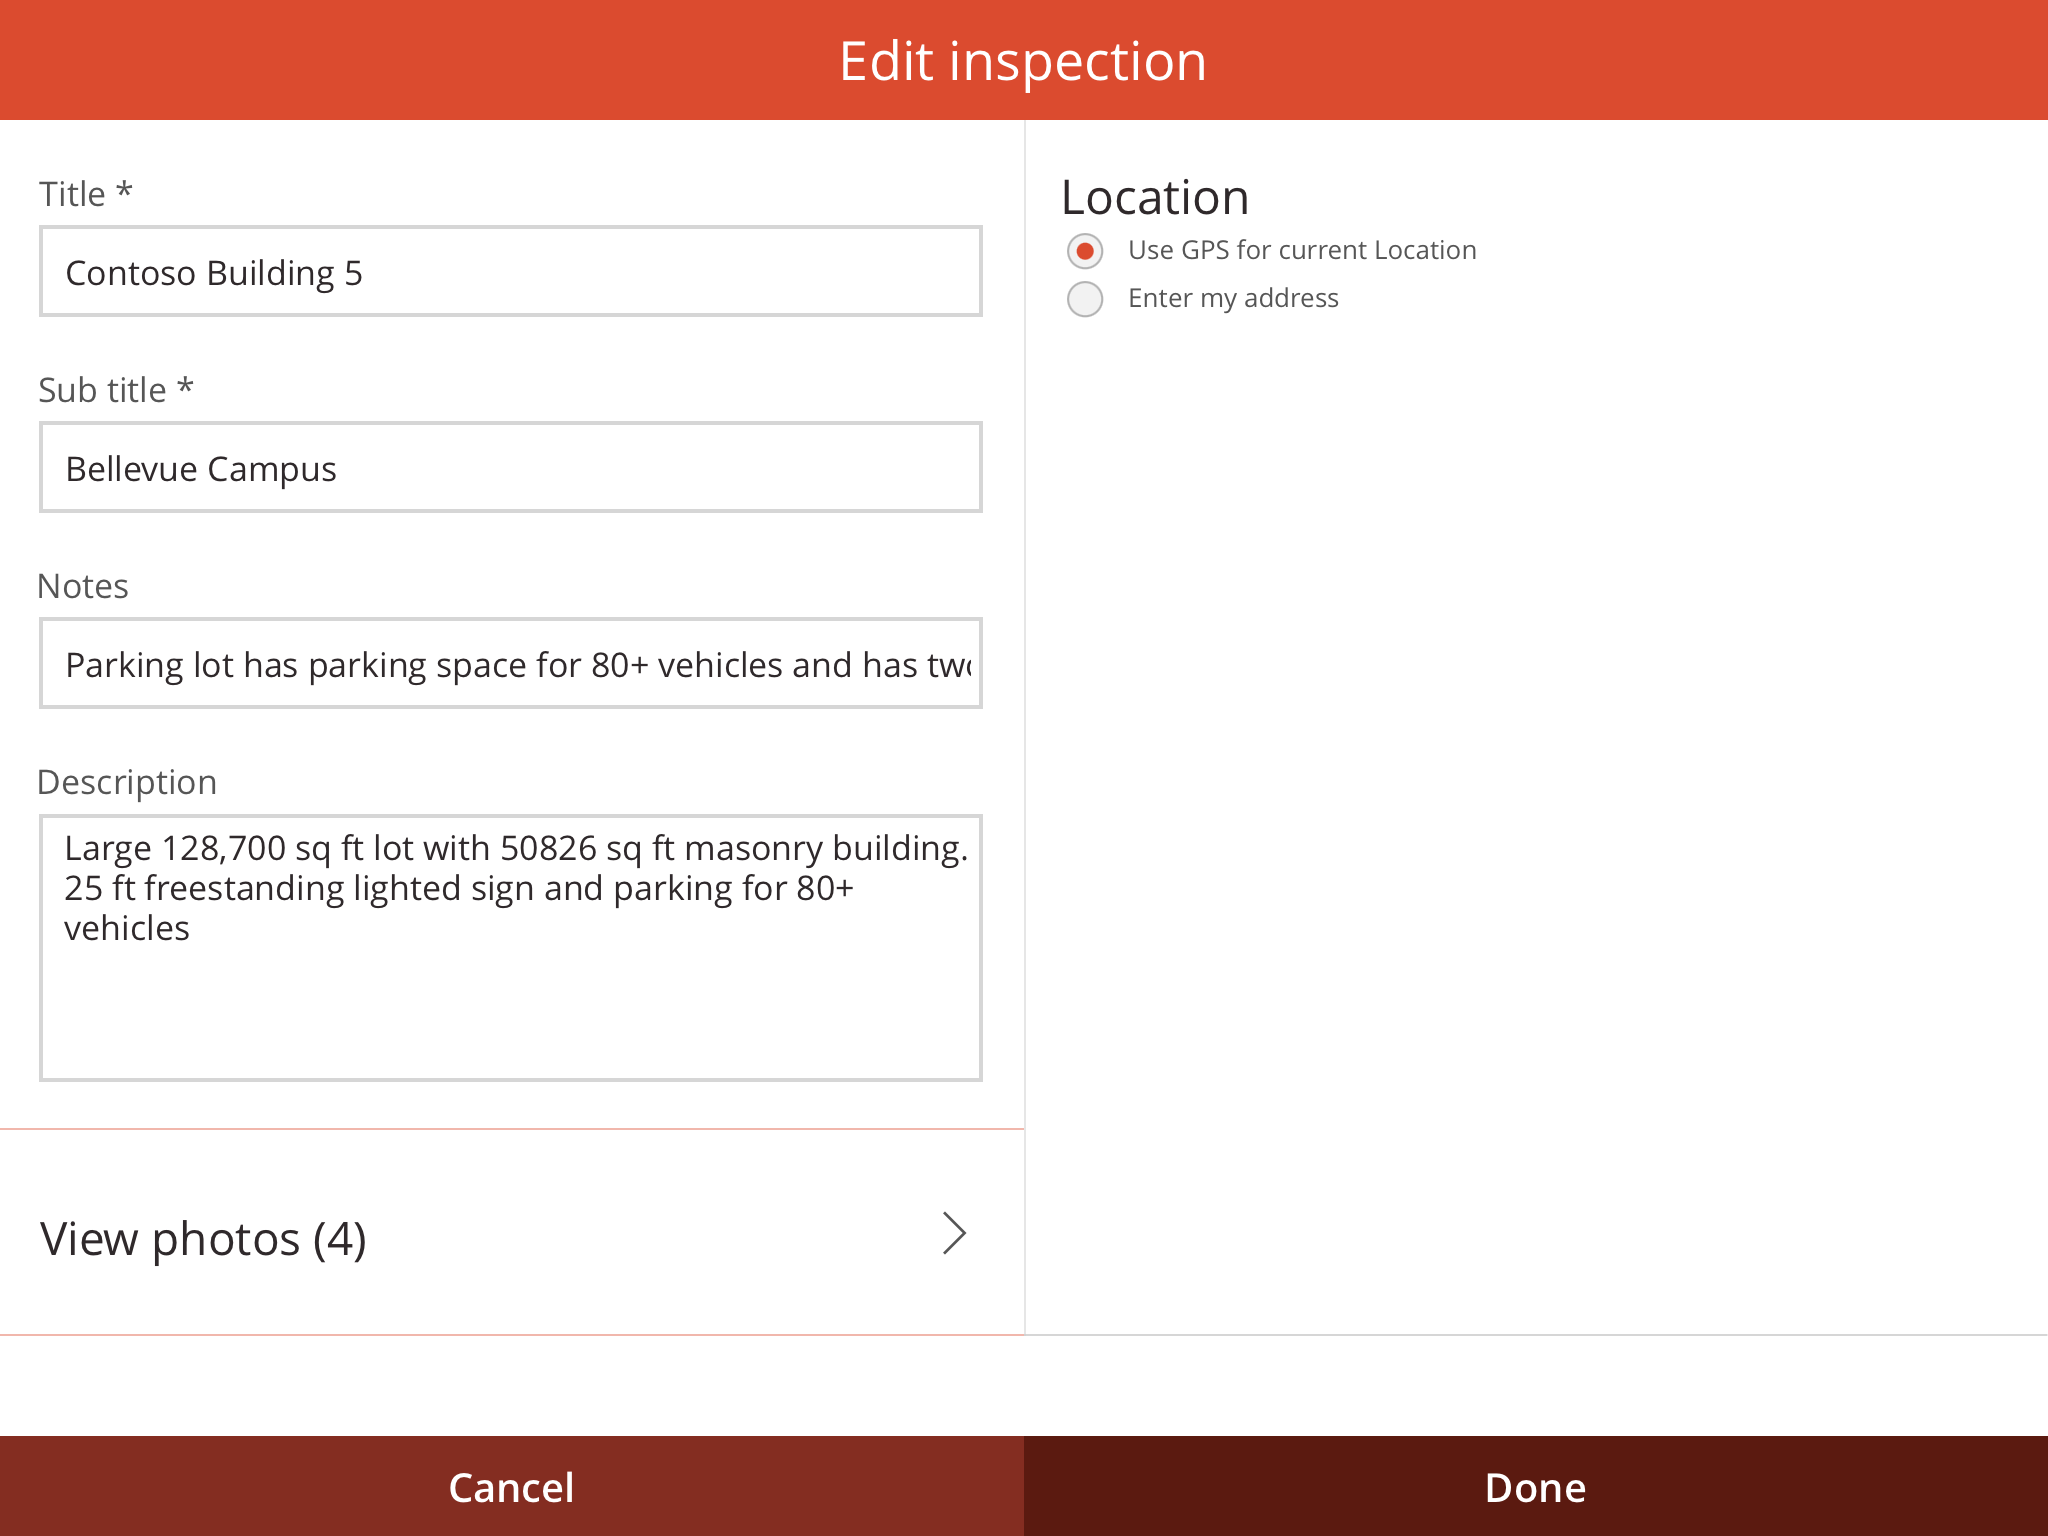 Edit inspection
Title *
Contoso Building 5
Sub title *
Bellevue Campus
Notes
Parking lot has parking space for 80+ vehicles and has
Description
Large 128,700 sq ft lot with 50826 sq ft masonry building.
25 ft freestanding lighted sign and parking for 80+
vehicles
View photos (4)
Location
Use GPS for current Location
Enter my address
Cancel
Done